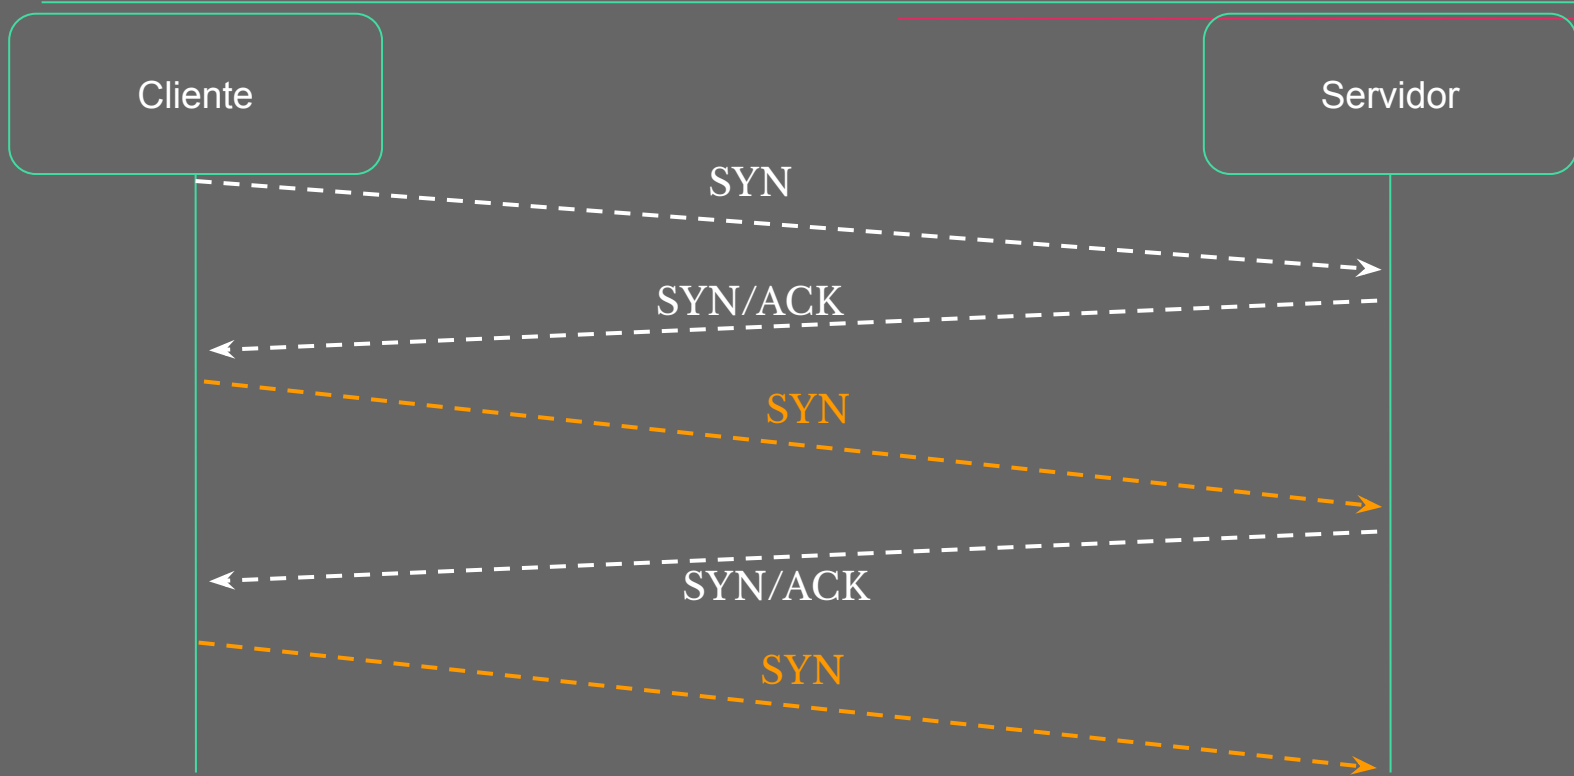 Cliente
Servidor
SYN
SYN/ACK
SYN
SYN/ACK
SYN